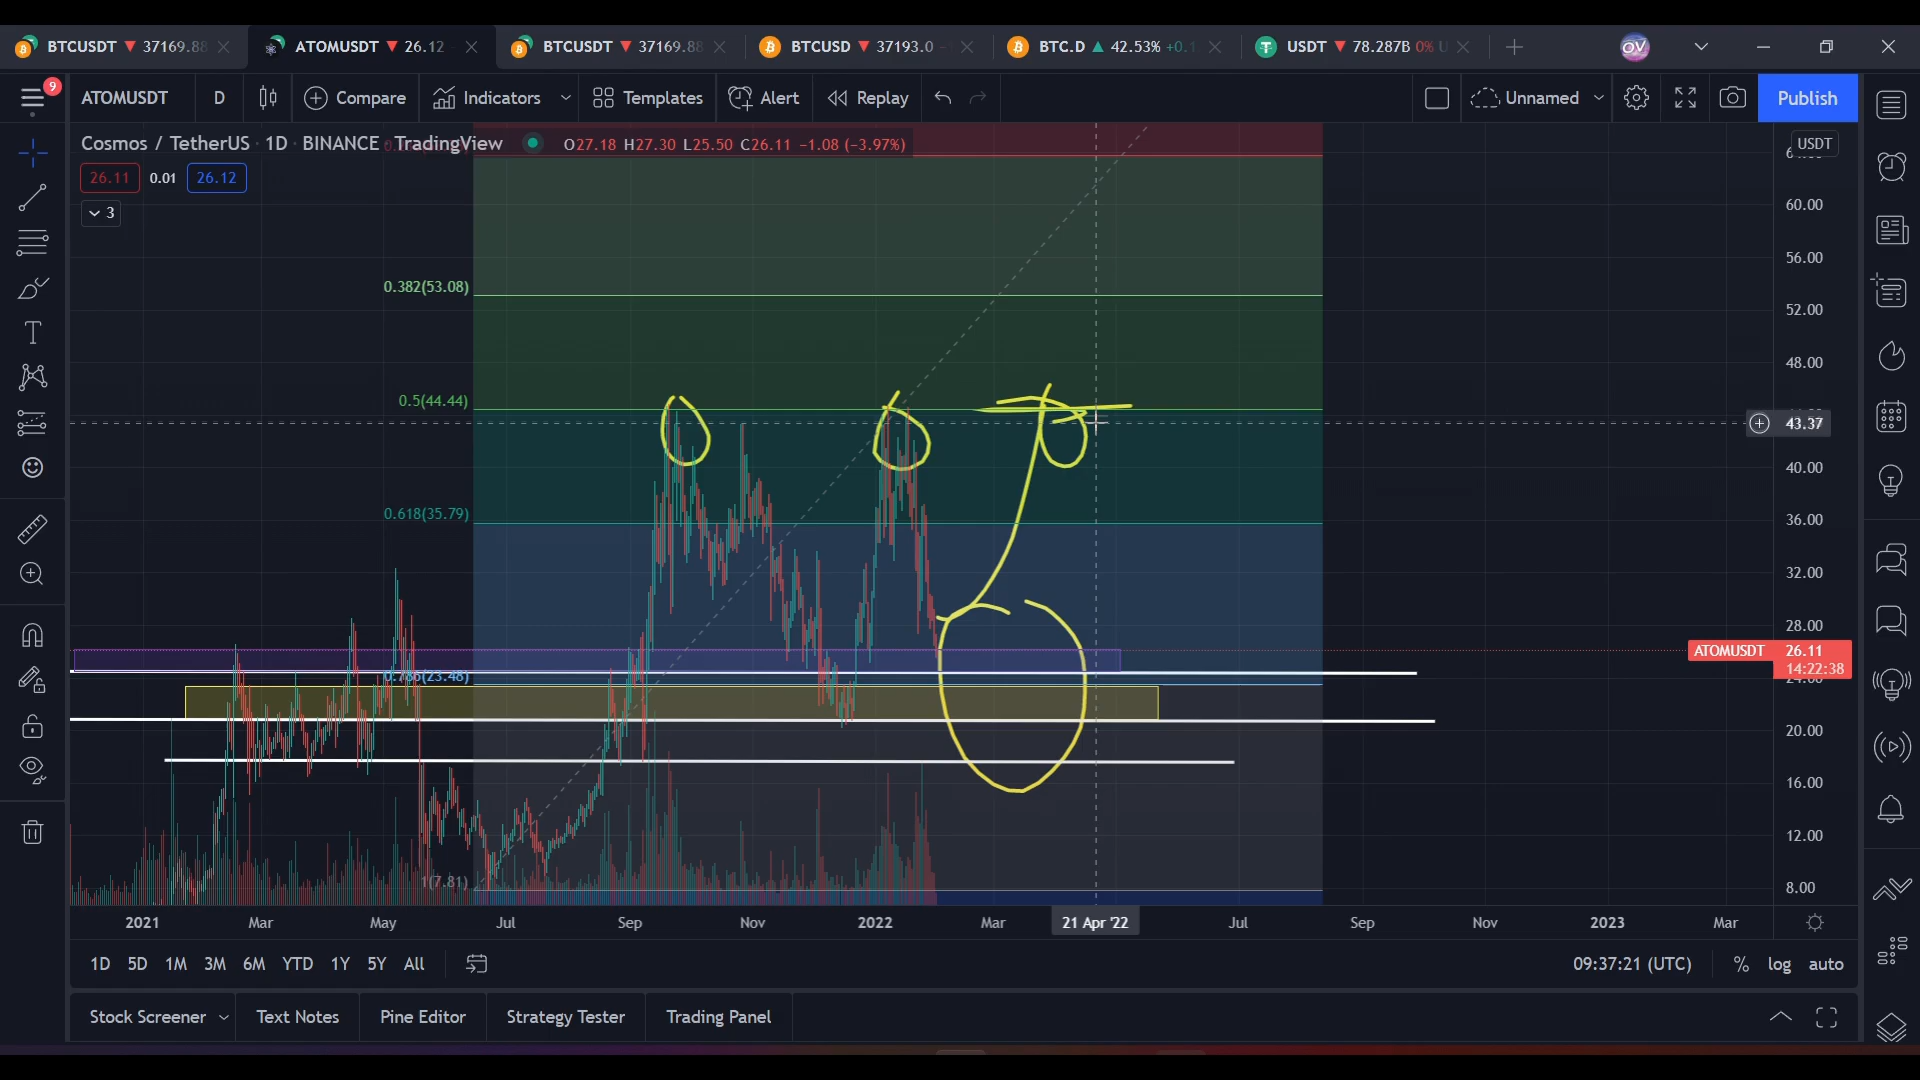 BTCUSDT ▼ 37169.88
ATOMUSDT ▼ 26.12
BTCUSDT ▼ 37169.88
BTCUSD ▼ 37193.0
BTC.D ▲ 42.53% +0.1
USDT ▼ 78.287B 0% U
OV
9
ATOMUSDT
D
Compare
Indicators
Templates
Alert
Replay
Unnamed
Publish
Cosmos / TetherUS · 1D · BINANCE · TradingView
O27.18 H27.30 L25.50 C26.11 -1.08 (-3.97%)
USDT
26.11 0.01 26.12
3
60.00
56.00
0.382(53.08)
52.00
48.00
0.5(44.44)
43.37
40.00
0.618(35.79)
36.00
32.00
28.00
ATOMUSDT 26.11
14:22:38
0.786(23.48)
24.00
20.00
16.00
12.00
1(7.81)
8.00
2021 Mar May Jul Sep Nov 2022 Mar 21 Apr '22 Jul Sep Nov 2023 Mar
1D 5D 1M 3M 6M YTD 1Y 5Y All
09:37:21 (UTC) % log auto
Stock Screener Text Notes Pine Editor Strategy Tester Trading Panel